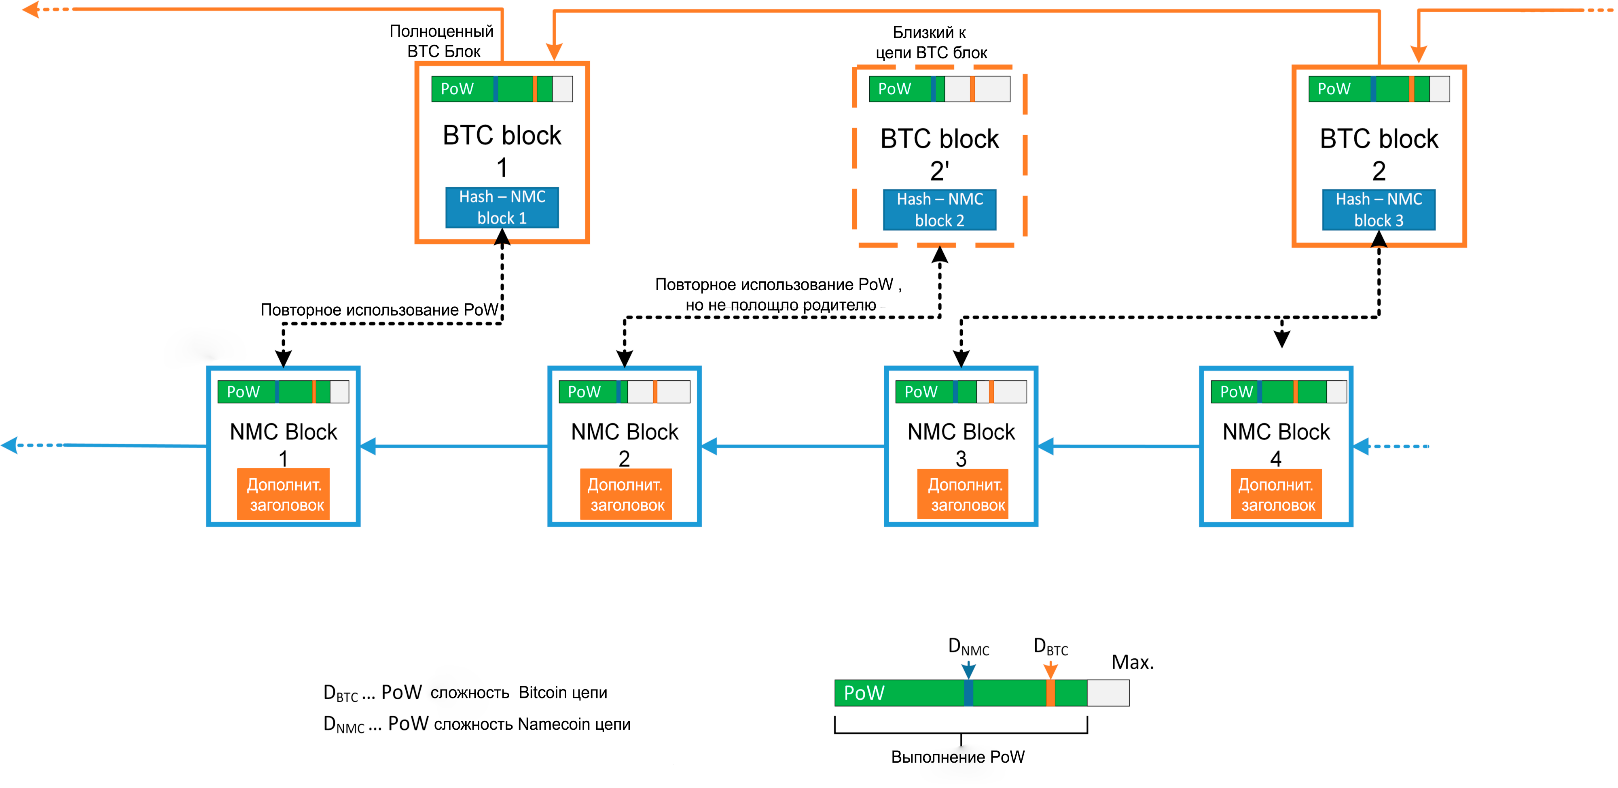 Полноценный
BTC Блок
PoW
BTC block
1
Hash – NMC
block 1
Близкий к
цепи BTC блок
PoW
BTC block
2'
Hash – NMC
block 2
PoW
BTC block
2
Hash – NMC
block 3
Повторное использование PoW
Повторное использование PoW ,
но не полощло родителю
PoW
NMC Block
1
Дополнит.
заголовок
PoW
NMC Block
2
Дополнит.
заголовок
PoW
NMC Block
3
Дополнит.
заголовок
PoW
NMC Block
4
Дополнит.
заголовок
DBTC ... PoW сложность Bitcoin цепи
DNMC ... PoW сложность Namecoin цепи
DNMC
DBTC
Max.
PoW
Выполнение PoW